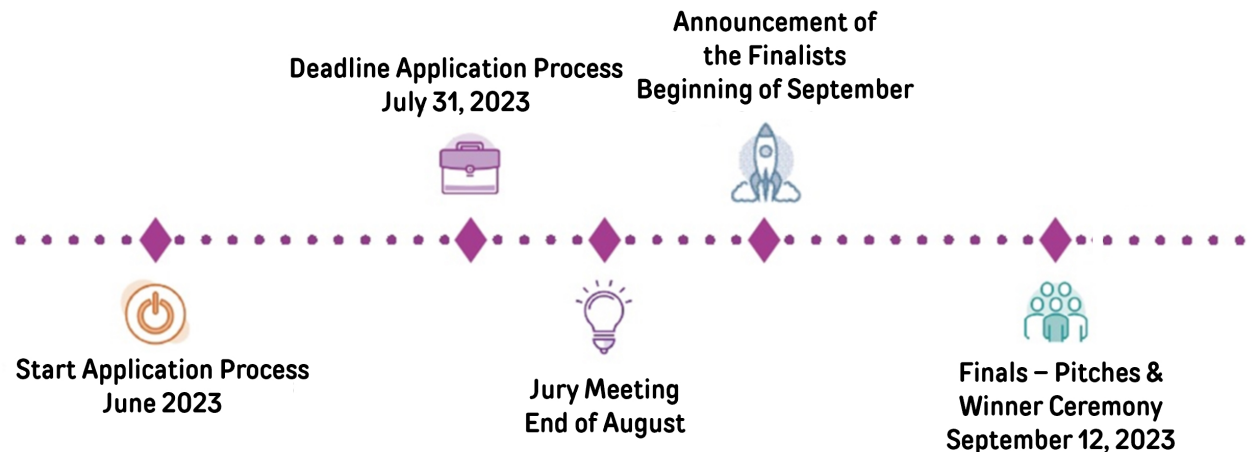 Start Application Process
June 2023
Deadline Application Process
July 31, 2023
Jury Meeting
End of August
Announcement of
the Finalists
Beginning of September
Finals – Pitches &
Winner Ceremony
September 12, 2023